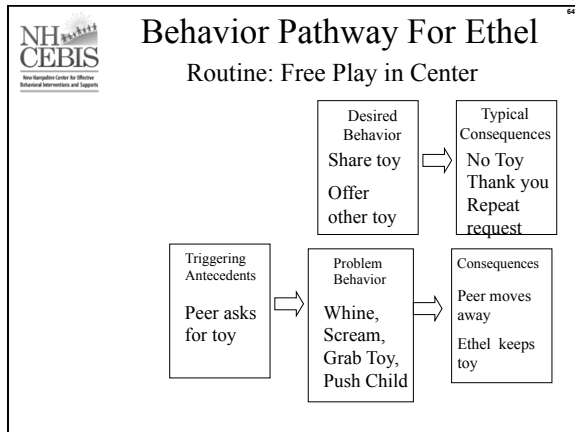 64
NH
CEBIS
New Hampshire Center for Effective
Behavioral Interventions and Supports
Behavior Pathway For Ethel
Routine: Free Play in Center
Desired
Behavior
Share toy
Offer
other toy
Typical
Consequences
No Toy
Thank you
Repeat
request
Triggering
Antecedents
Peer asks
for toy
Problem
Behavior
Whine,
Scream,
Grab Toy,
Push Child
Consequences
Peer moves
away
Ethel keeps
toy